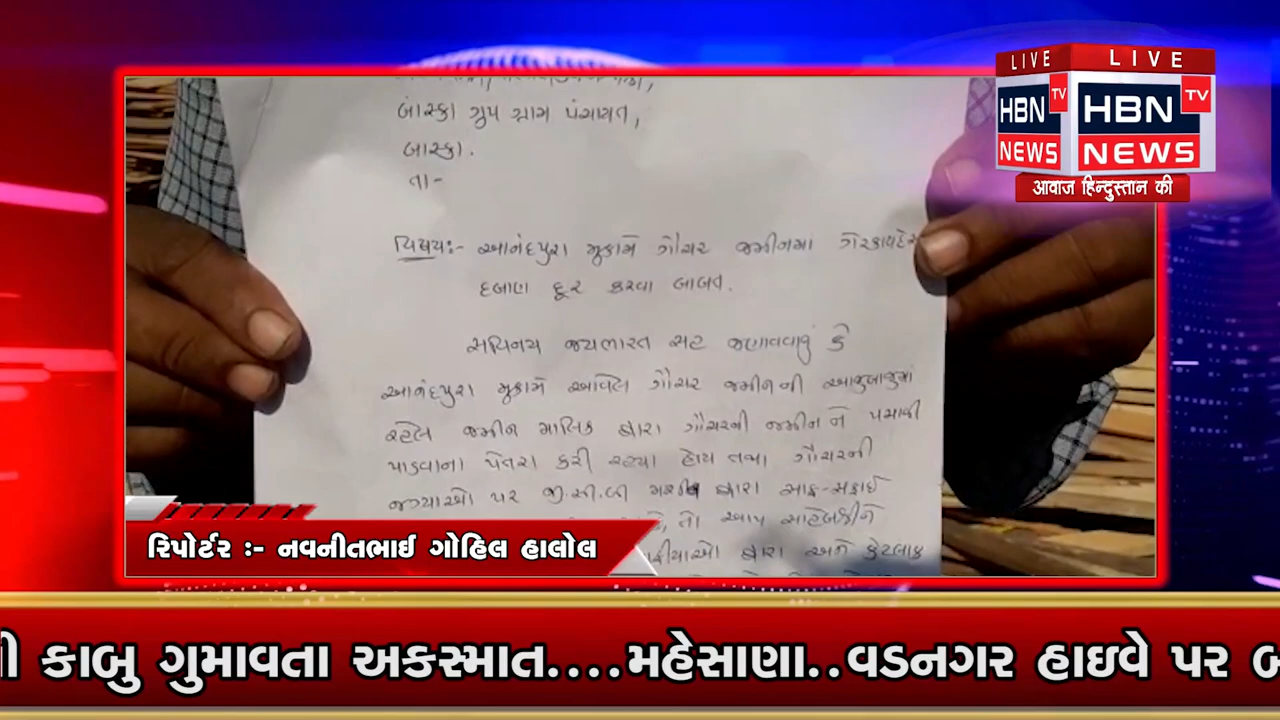 બાસ્કા ગ્રુપ ગ્રામ પંચાયત,
બાસ્કા.
તા-
વિષય:- આનંદપુરા મુકામે ગૌચર જમીનમાં ગેરકાયદેસર
દબાણ દૂર કરવા બાબત.
સવિનય જયભારત સહ જણાવવાનું કે
આનંદપુરા મુકામે આવેલ ગૌચર જમીનની આજુબાજુમાં
રહેલ જમીન માલિક દ્વારા ગૌચરની જમીન ને પચાવી
પાડવાના પેતરા કરી રહ્યા હોય તથા ગૌચરની
જગ્યાઓ પર જી.સી.બી મશીન દ્વારા સાફ-સફાઈ
તો આપ સાહેબશ્રીને
દ્વારા અને કેટલાક
LIVE
LIVE
HBN TV
NEWS
HBN TV
NEWS
आवाज़ हिन्दुस्तान की
રિપોર્ટર :- નવનીતભાઈ ગોહિલ હાલોલ
કાબુ ગુમાવતા અકસ્માત....મહેસાણા..વડનગર હાઇવે પર